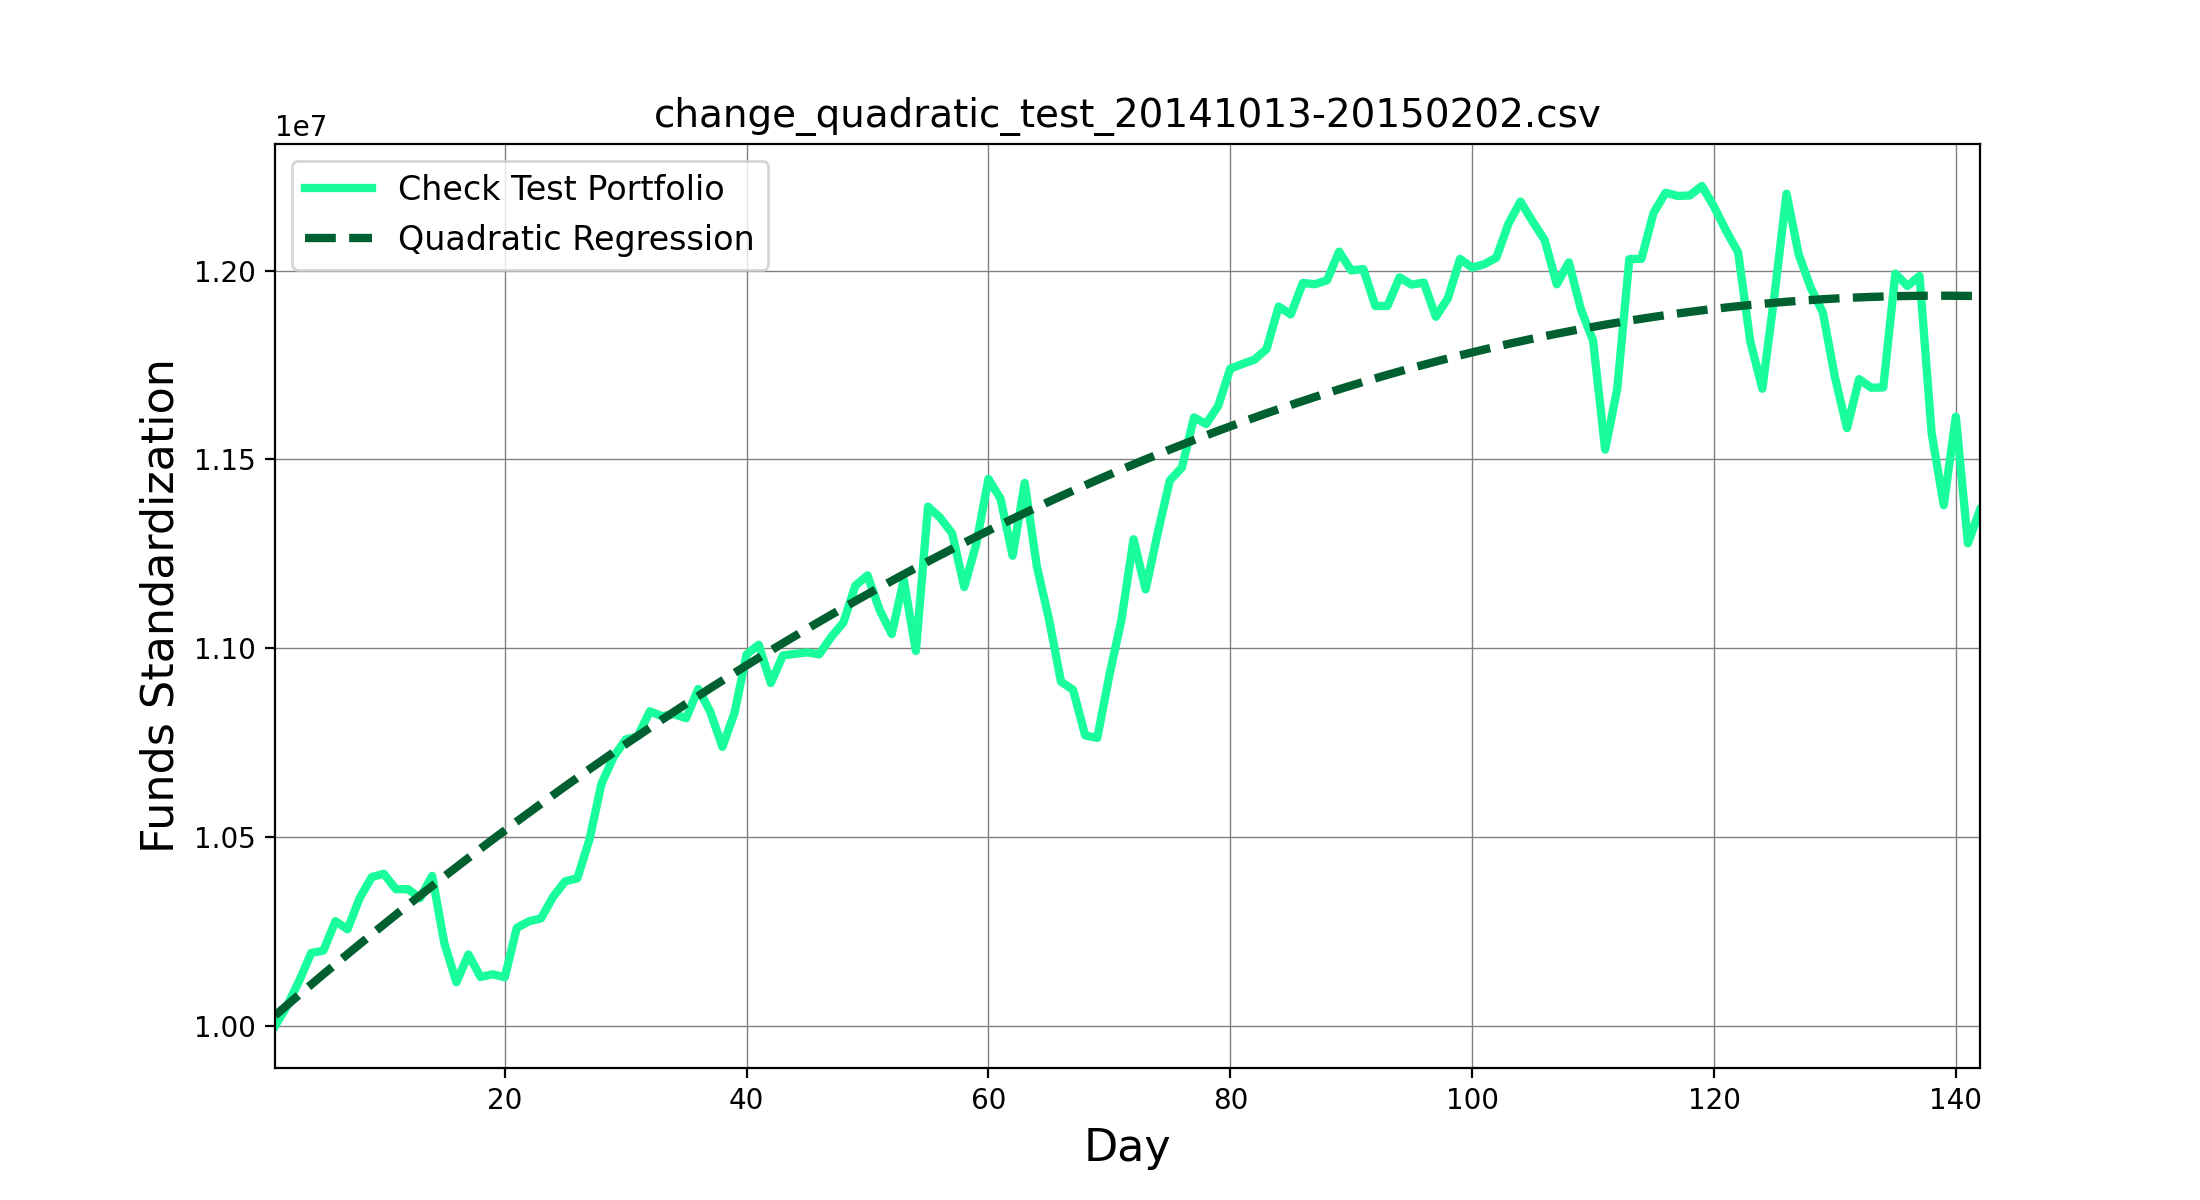 change_quadratic_test_20141013-20150202.csv
1e7
Check Test Portfolio
Quadratic Regression
1.20
1.15
1.10
1.05
1.00
Funds Standardization
20 40 60 80 100 120 140
Day